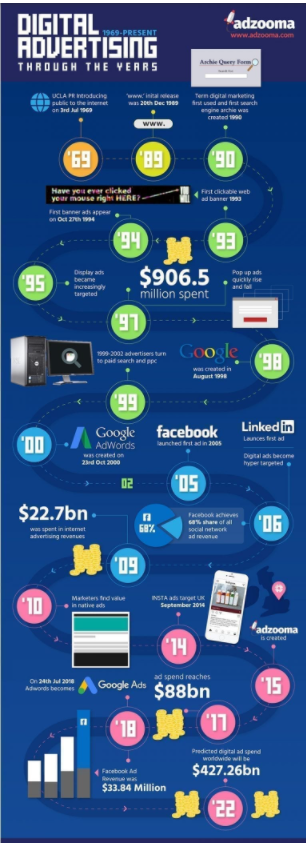 DIGITAL
1969-PRESENT
ADVERTISING
THROUGH THE YEARS
adzooma
www.adzooma.com
Archie Query Form
UCLA PR Introducing
public to the internet
on 3rd Jul 1969
'www.' inital release
was 20th Dec 1989
www.
Term digital marketing
first used and first search
engine archie was
created 1990
'69
'89
'90
Have you ever clicked
your mouse right HERE?
First clickable web
ad banner 1993
First banner ads appear
on Oct 27th 1994
'94
'93
'95
Display ads
became
increasingly
targeted
$906.5
million spent
Pop up ads
quickly rise
and fall
'97
1999-2002 advertisers turn
to paid search and ppc
Google
was created in
August 1998
'98
'99
'00
Google
AdWords
was created on
23rd Oct 2000
facebook
launched first ad in 2005
Linked in
Launces first ad
Digital ads become
hyper targeted
02
'05
'06
$22.7bn
was spent in internet
advertising revenues
68%
Facebook achieves
68% share of all
social network
ad revenue
'09
'10
Marketers find value
in native ads
INSTA ads target UK
September 2014
'14
adzooma
is created
'15
On 24th Jul 2018
Adwords becomes
Google Ads
ad spend reaches
$88bn
'18
'17
Facebook Ad
Revenue was
$33.84 Million
Predicted digital ad spend
worldwide will be
$427.26bn
'22